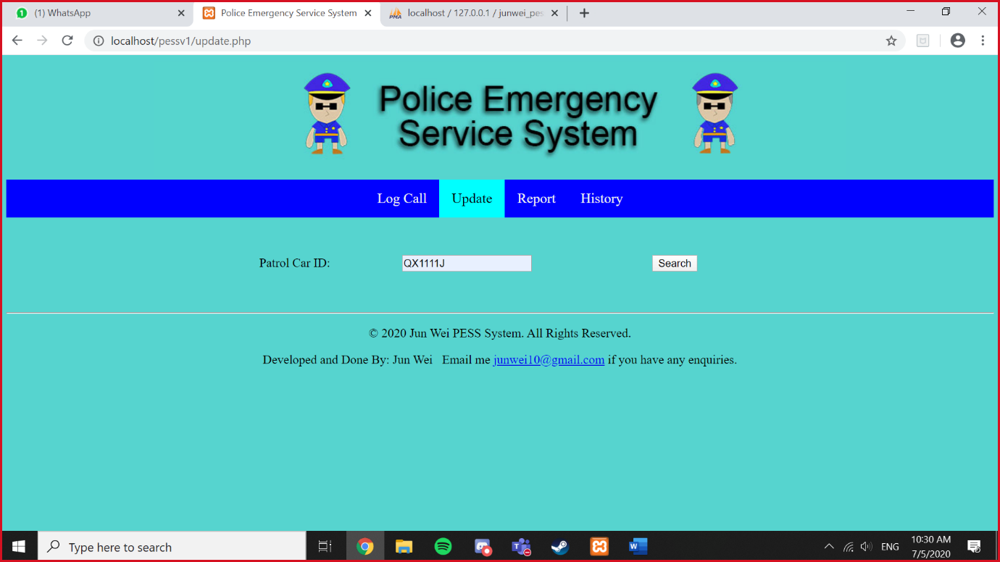 (1) WhatsApp
Police Emergency Service System
localhost / 127.0.0.1 / junwei_pes
localhost/pessv1/update.php
Police Emergency
Service System
Log Call Update Report History
Patrol Car ID: QX1111J Search
© 2020 Jun Wei PESS System. All Rights Reserved.
Developed and Done By: Jun Wei Email me junwei10@gmail.com if you have any enquiries.
Type here to search
ENG
10:30 AM
7/5/2020